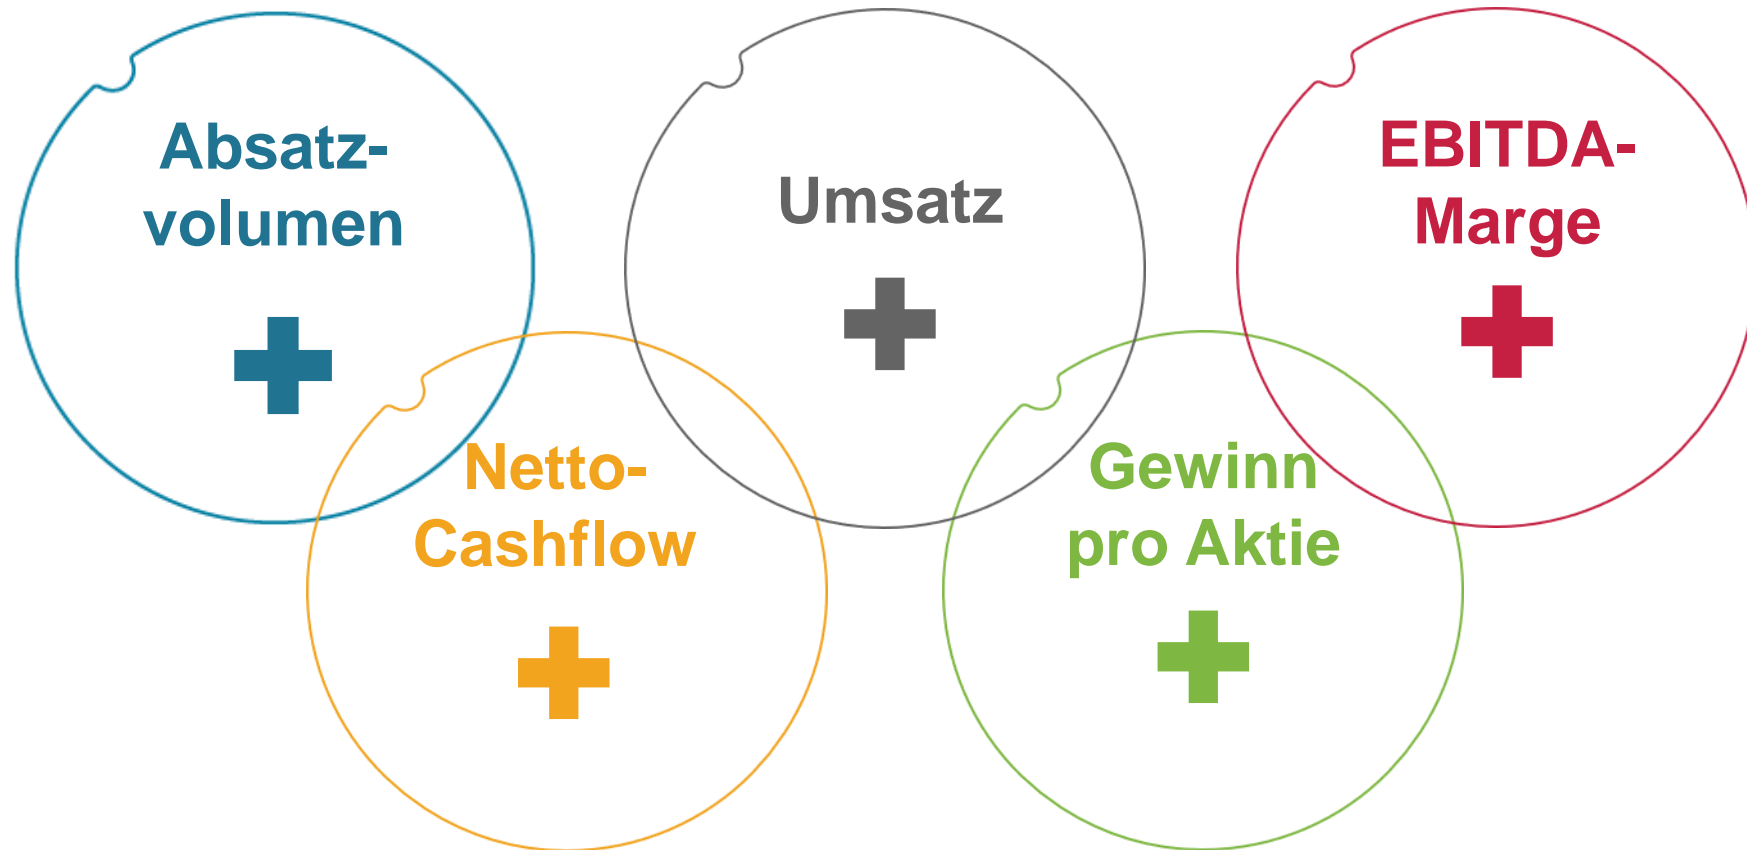 Absatz-
volumen
Umsatz
EBITDA-
Marge
Netto-
Cashflow
Gewinn
pro Aktie